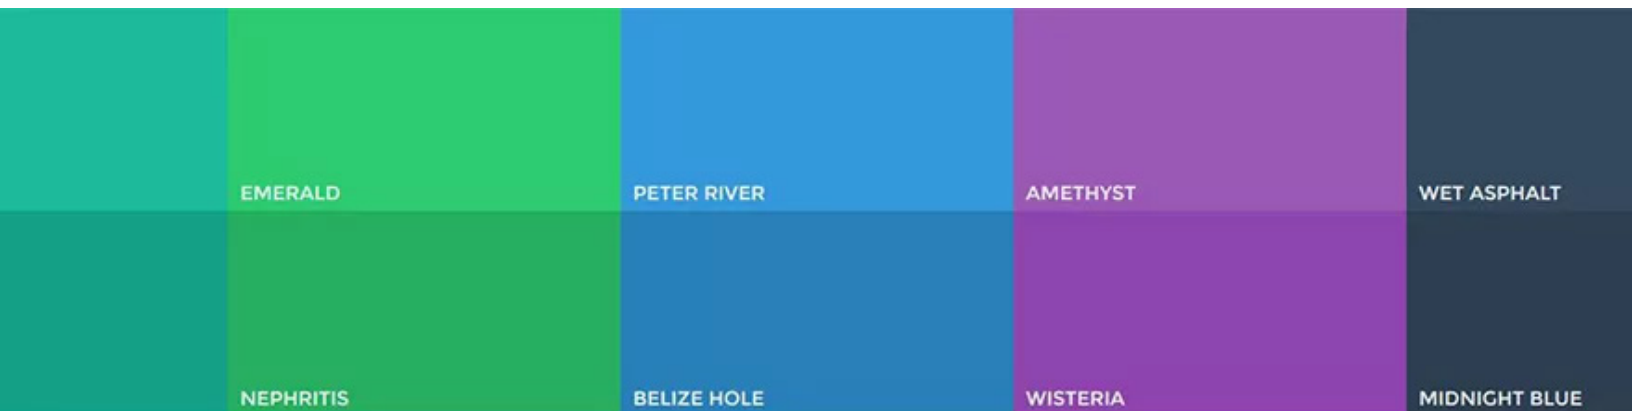 EMERALD
PETER RIVER
AMETHYST
WET ASPHALT
NEPHRITIS
BELIZE HOLE
WISTERIA
MIDNIGHT BLUE